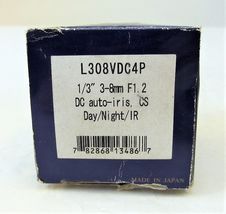 L308VDC4P
1/3" 3-8mm F1.2
DC auto-iris, CS
Day/Night/IR
7 82868 13486 7
MADE IN JAPAN